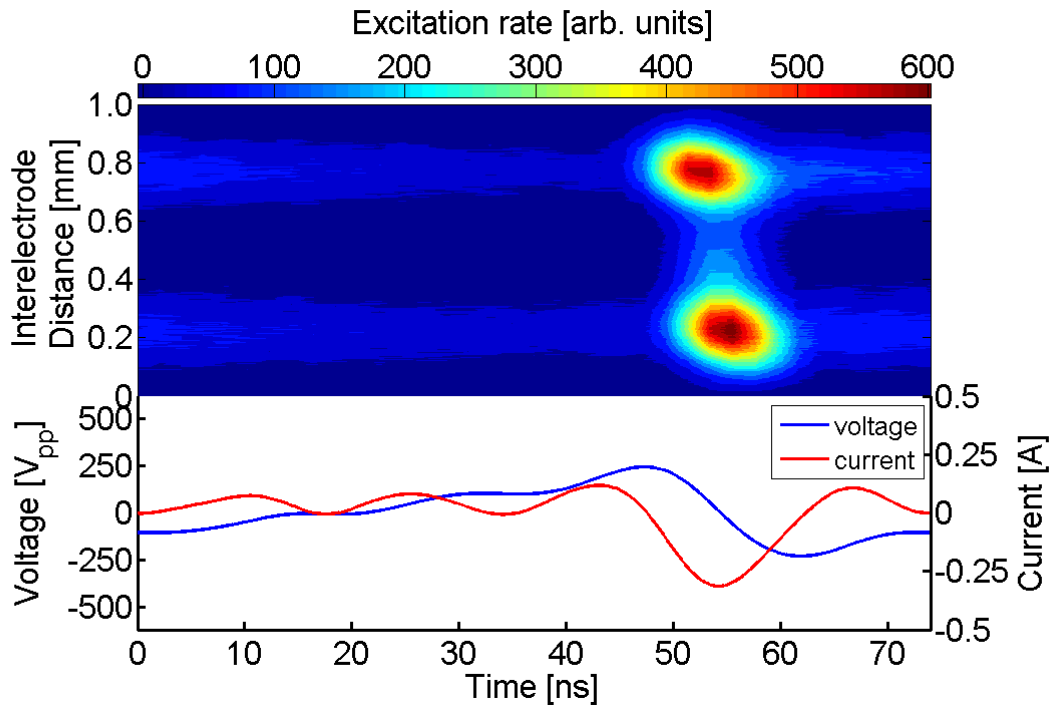 Excitation rate [arb. units]
0 100 200 300 400 500 600
Interelectrode
Distance [mm]
1.0
0.8
0.6
0.4
0.2
0
Voltage [Vpp]
500
250
0
-250
-500
voltage
current
0.5
0.25
0
-0.25
-0.5
Current [A]
0 10 20 30 40 50 60 70
Time [ns]